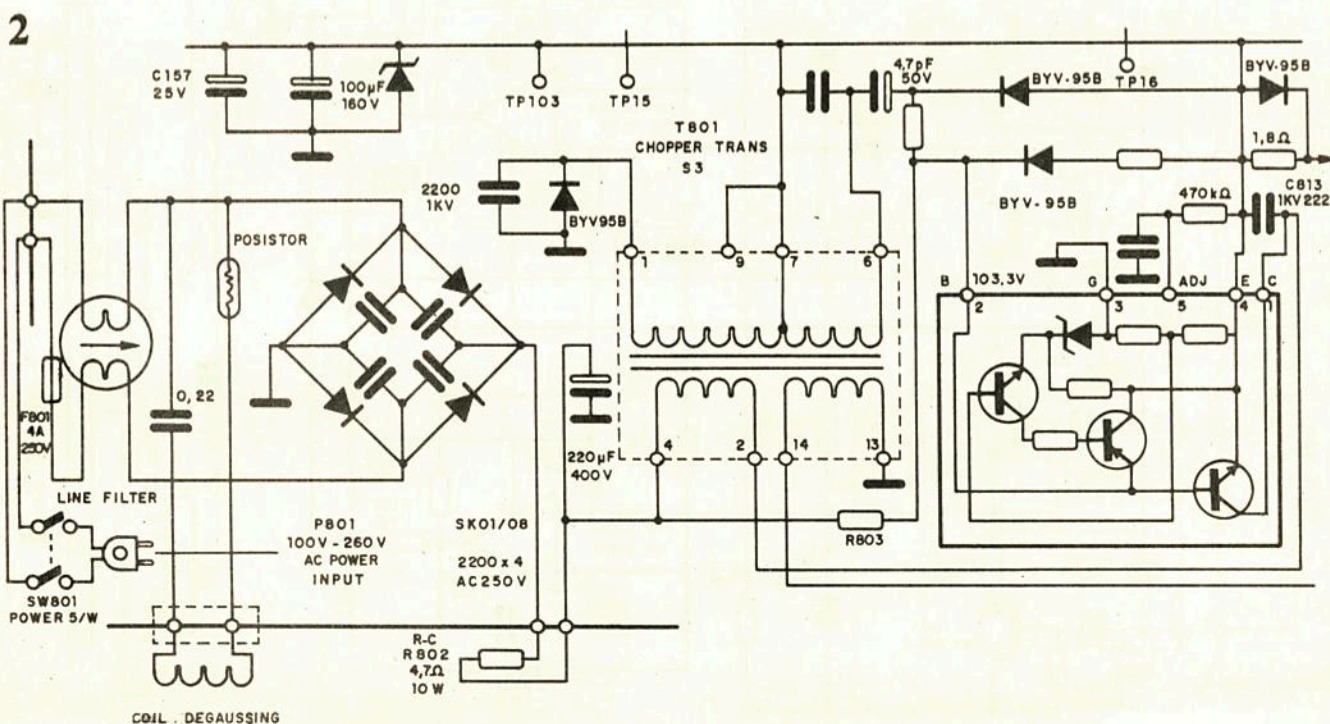 2
C157
25V
100µF
160V
TP103
TP15
4,7pF
50V
BYV-95B
TP16
BYV-95B
T801
CHOPPER TRANS
S3
1,8Ω
2200
1KV
BYV95B
BYV-95B
470kΩ
C813
1KV222
POSISTOR
1
9
7
6
B
103,3V
G
ADJ
E
C
2
3
5
4
1
F801
4A
250V
0,22
220µF
400V
4
2
14
13
LINE FILTER
P801
100V-260V
AC POWER
INPUT
SK01/08
2200x4
AC250V
R803
SW801
POWER 5/W
R-C
R802
4,7Ω
10W
COIL. DEGAUSSING